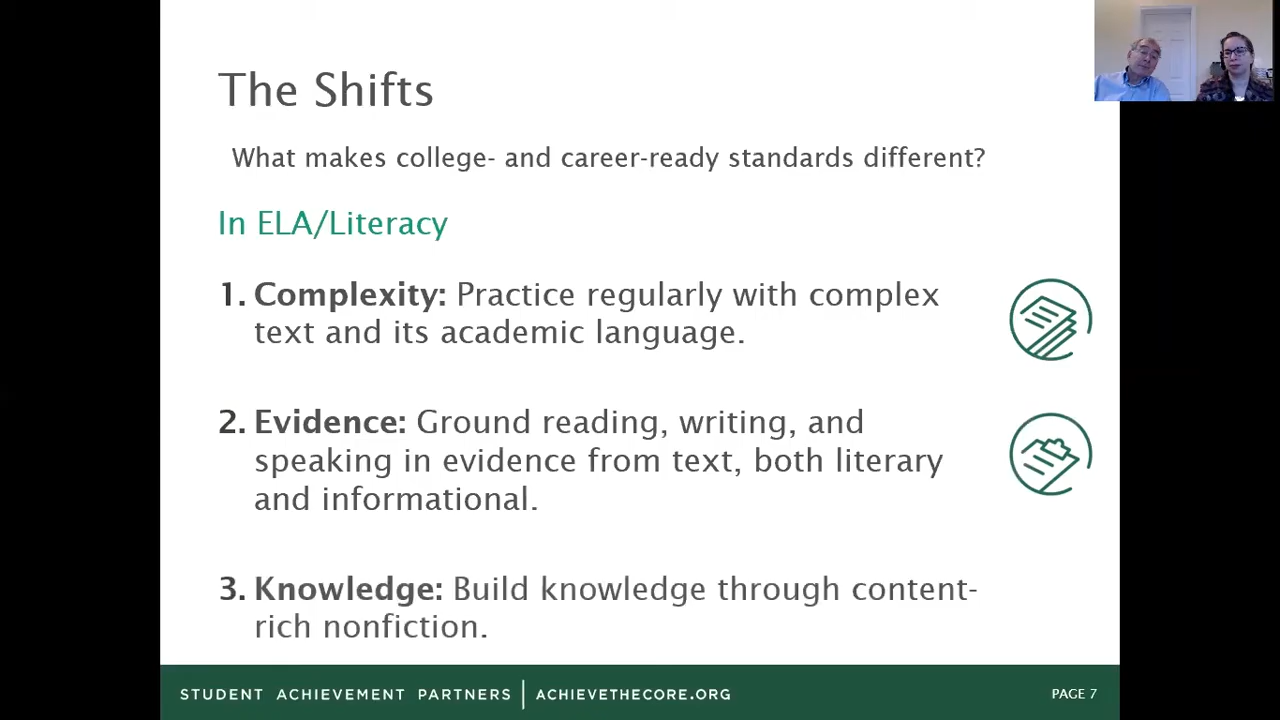 The Shifts
What makes college- and career-ready standards different?
In ELA/Literacy
1. Complexity: Practice regularly with complex
text and its academic language.
2. Evidence: Ground reading, writing, and
speaking in evidence from text, both literary
and informational.
3. Knowledge: Build knowledge through content-
rich nonfiction.
STUDENT ACHIEVEMENT PARTNERS | ACHIEVETHECORE.ORG
PAGE 7